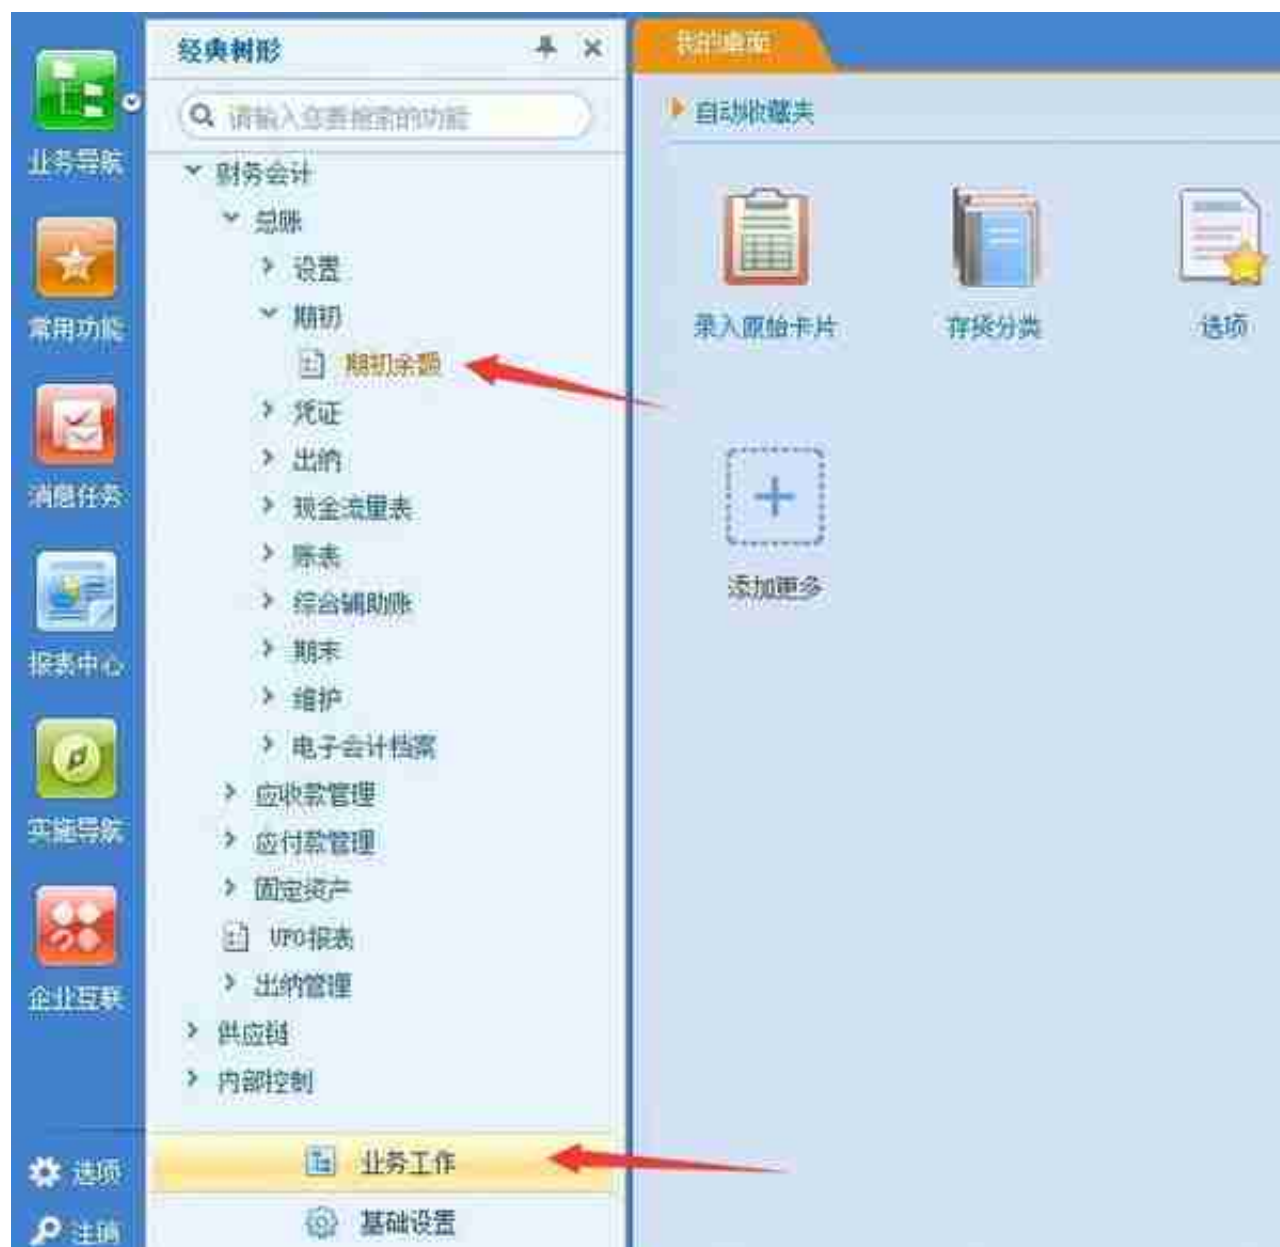 业务导航
常用功能
消息任务
报表中心
实施导航
企业互联
选项
注销
经典树形
请输入您要搜索的功能
财务会计
总账
设置
期初
期初余额
凭证
出纳
现金流量表
账表
综合辅助账
期末
维护
电子会计档案
应收款管理
应付款管理
固定资产
UFO报表
出纳管理
供应链
内部控制
业务工作
基础设置
我的桌面
自动收藏夹
录入原始卡片
存货分类
选项
添加更多